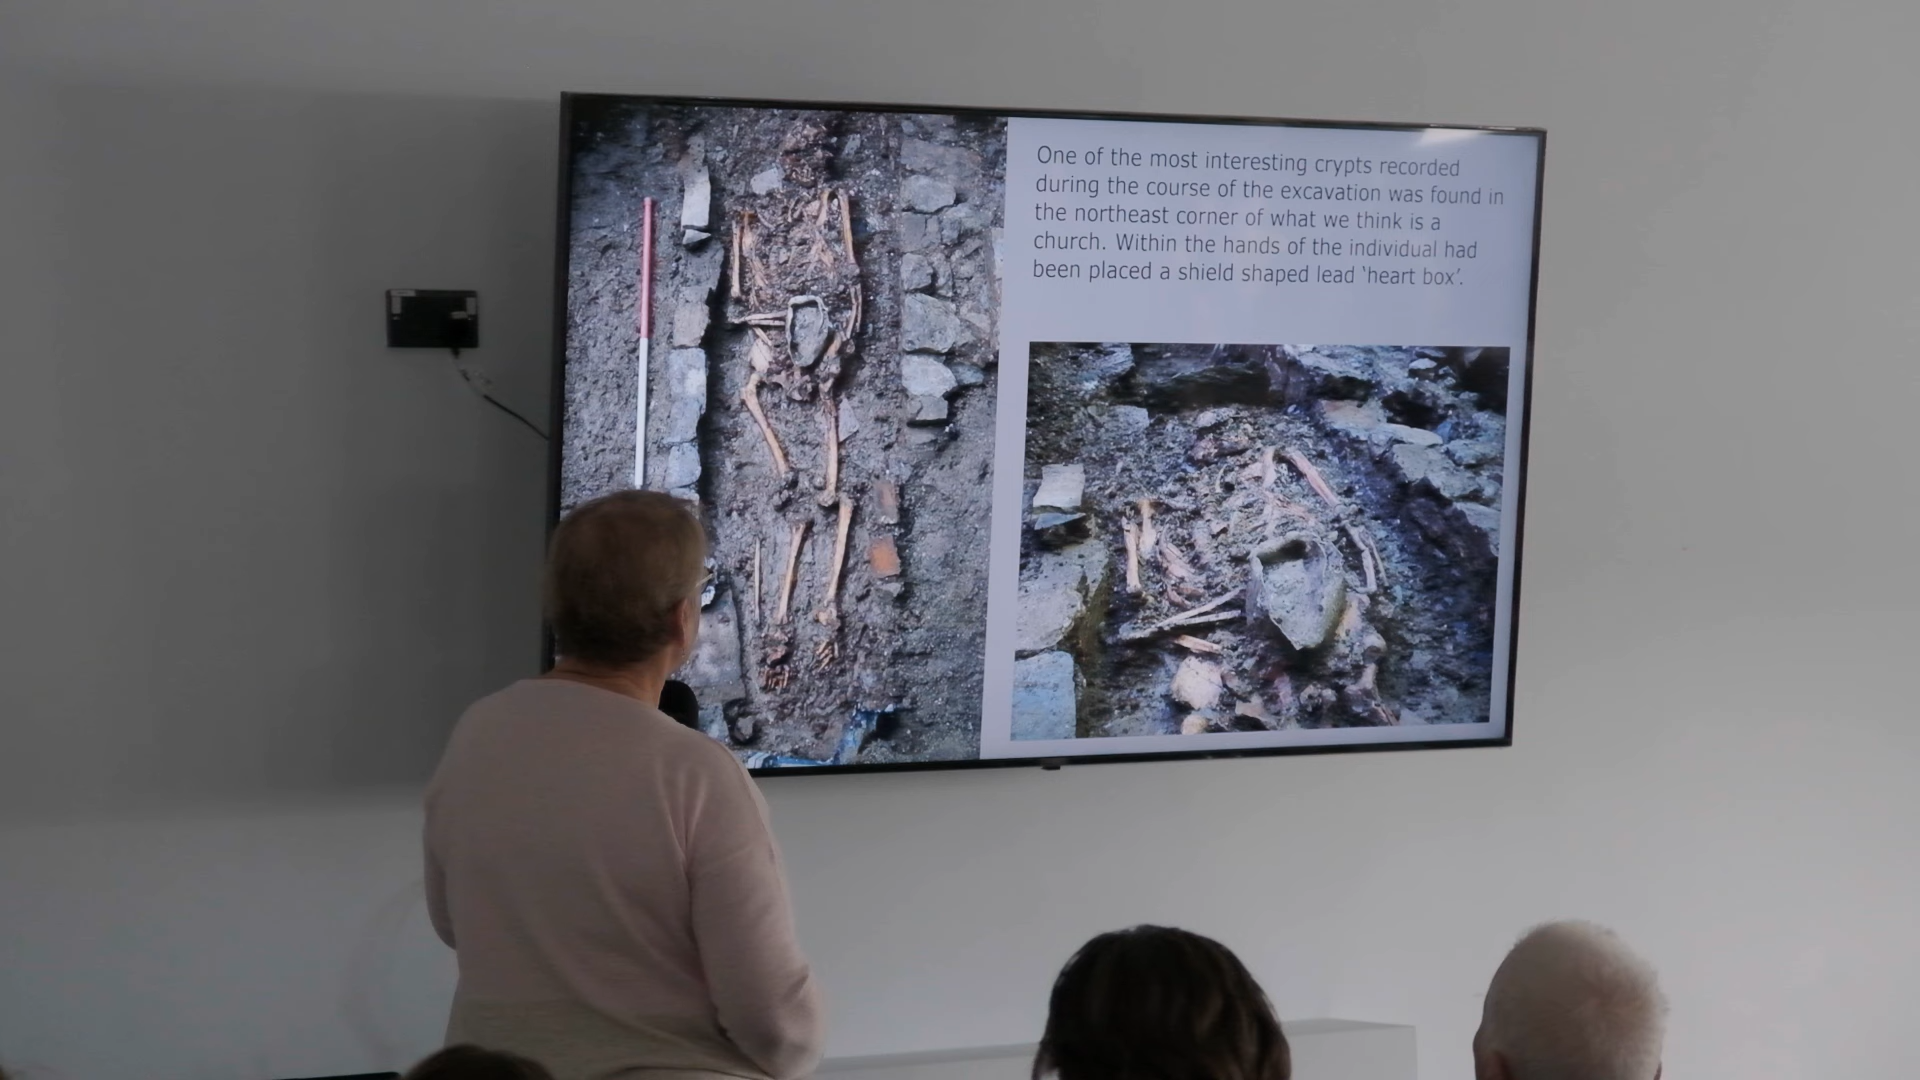 One of the most interesting crypts recorded
during the course of the excavation was found in
the northeast corner of what we think is a
church. Within the hands of the individual had
been placed a shield shaped lead ‘heart box’.